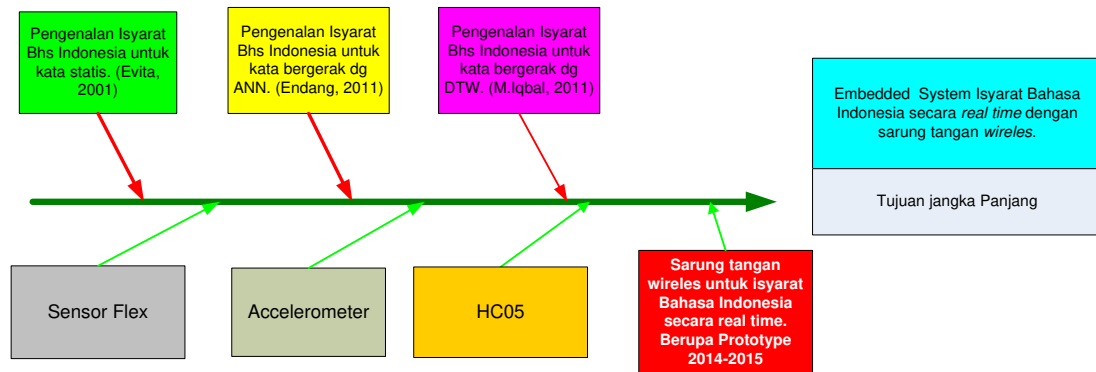 Pengenalan Isyarat
Bhs Indonesia untuk
kata statis. (Evita,
2001)
Pengenalan Isyarat
Bhs Indonesia untuk
kata bergerak dg
ANN. (Endang, 2011)
Pengenalan Isyarat
Bhs Indonesia untuk
kata bergerak dg
DTW. (M.Iqbal, 2011)
Embedded System Isyarat Bahasa
Indonesia secara real time dengan
sarung tangan wireles.
Tujuan jangka Panjang
Sensor Flex
Accelerometer
HC05
Sarung tangan
wireles untuk isyarat
Bahasa Indonesia
secara real time.
Berupa Prototype
2014-2015